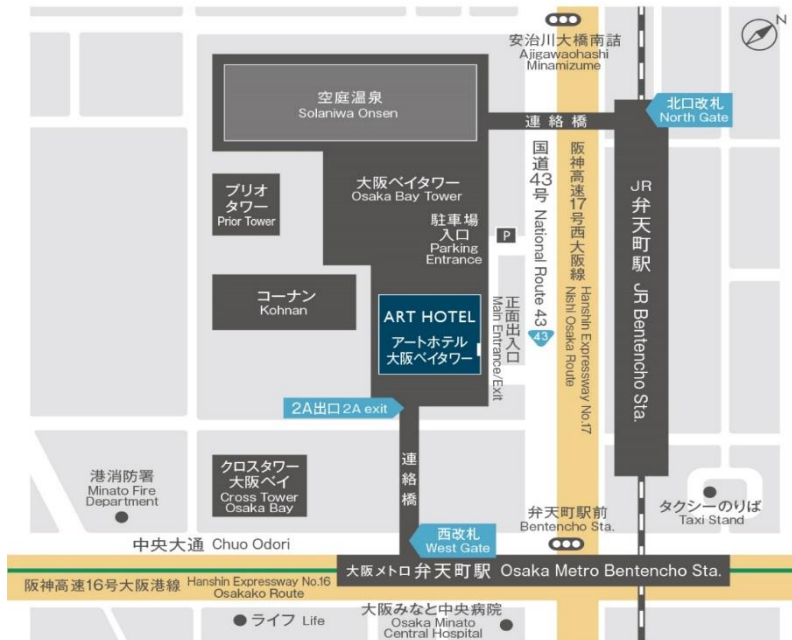 N
安治川大橋南詰
Ajigawaohashi
Minamizume
空庭温泉
Solaniwa Onsen
連絡橋
北口改札
North Gate
プリオ
タワー
Prior Tower
大阪ベイタワー
Osaka Bay Tower
駐車場
入口
Parking
Entrance
P
国道43号 National Route 43
43
阪神高速17号西大阪線
Hanshin Expressway No.17
Nishi Osaka Route
JR弁天町駅 JR Bentencho Sta.
コーナン
Kohnan
ART HOTEL
アートホテル
大阪ベイタワー
正面出入口
Main Entrance/Exit
2A出口 2A exit
連絡橋
港消防署
Minato Fire
Department
クロスタワー
大阪ベイ
Cross Tower
Osaka Bay
弁天町駅前
Bentencho Sta.
タクシーのりば
Taxi Stand
西改札
West Gate
中央大通 Chuo Odori
大阪メトロ弁天町駅 Osaka Metro Bentencho Sta.
阪神高速16号大阪港線 Hanshin Expressway No.16
Osakako Route
ライフ Life
大阪みなと中央病院
Osaka Minato
Central Hospital